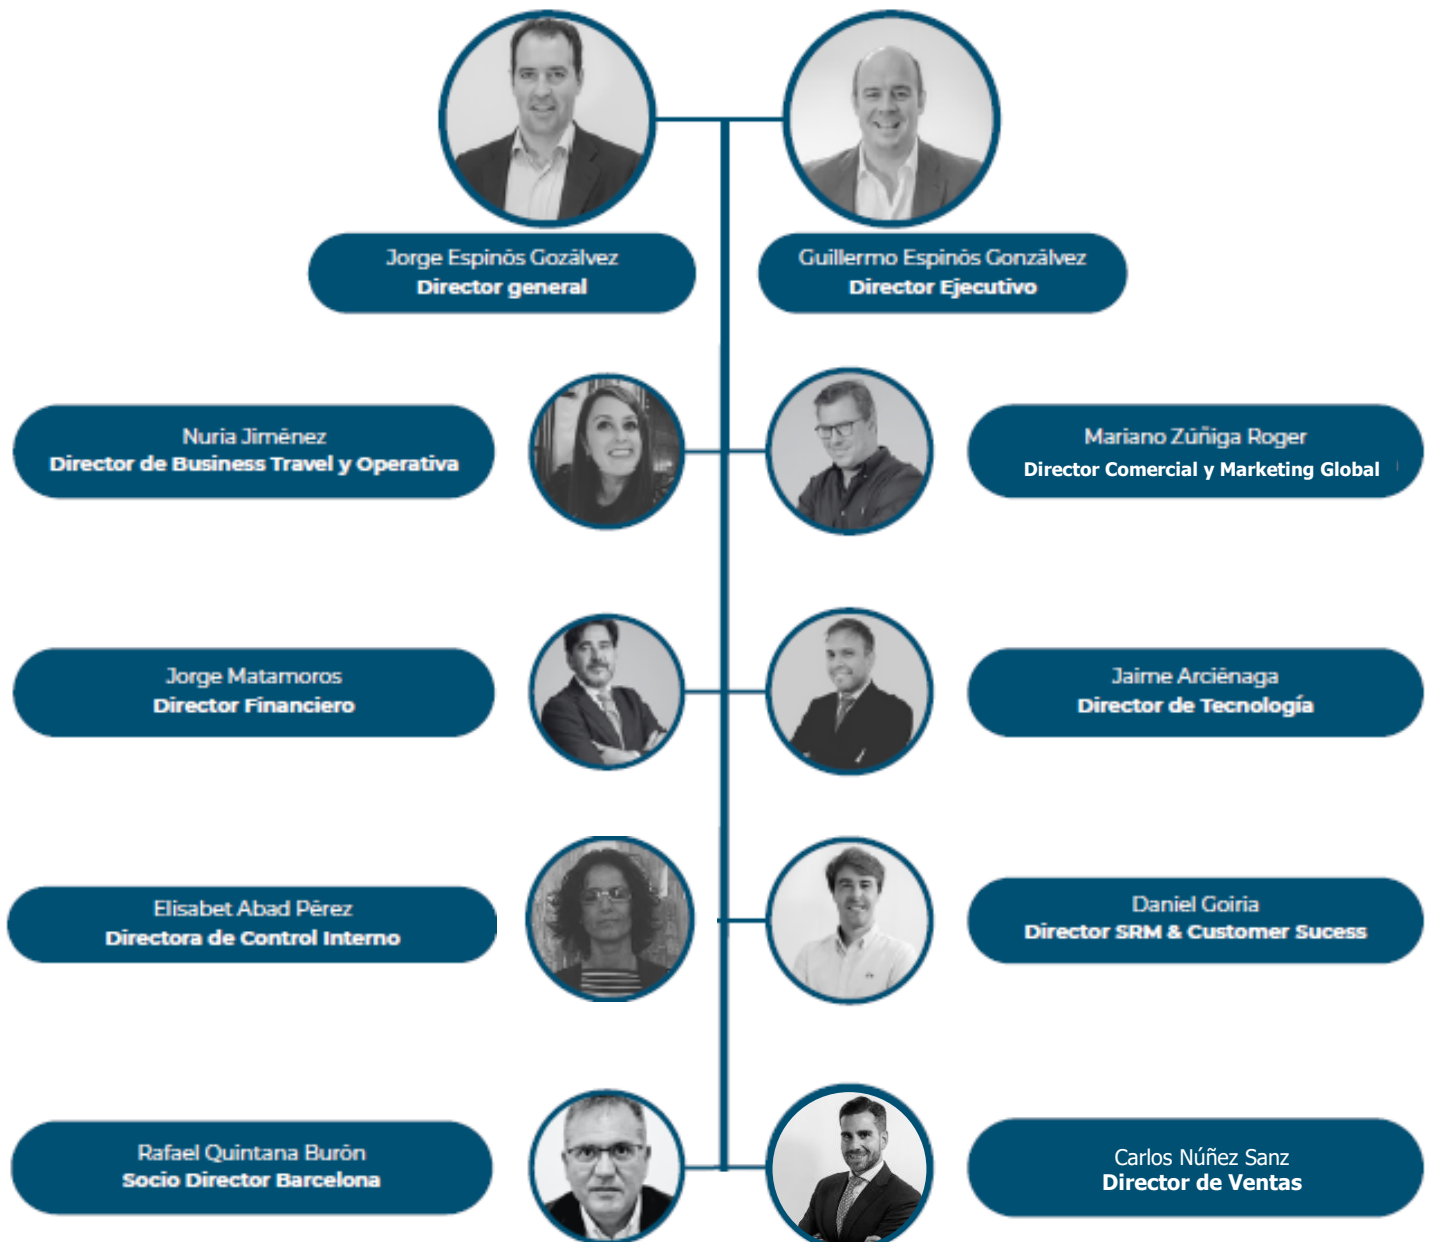 Jorge Espinós Gozálvez
Director general
Guillermo Espinós Gonzálvez
Director Ejecutivo
Nuria Jiménez
Director de Business Travel y Operativa
Mariano Zúñiga Roger
Director Comercial y Marketing Global
Jorge Matamoros
Director Financiero
Jaime Arciénaga
Director de Tecnología
Elisabet Abad Pérez
Directora de Control Interno
Daniel Goiria
Director SRM & Customer Sucess
Rafael Quintana Burón
Socio Director Barcelona
Carlos Núñez Sanz
Director de Ventas